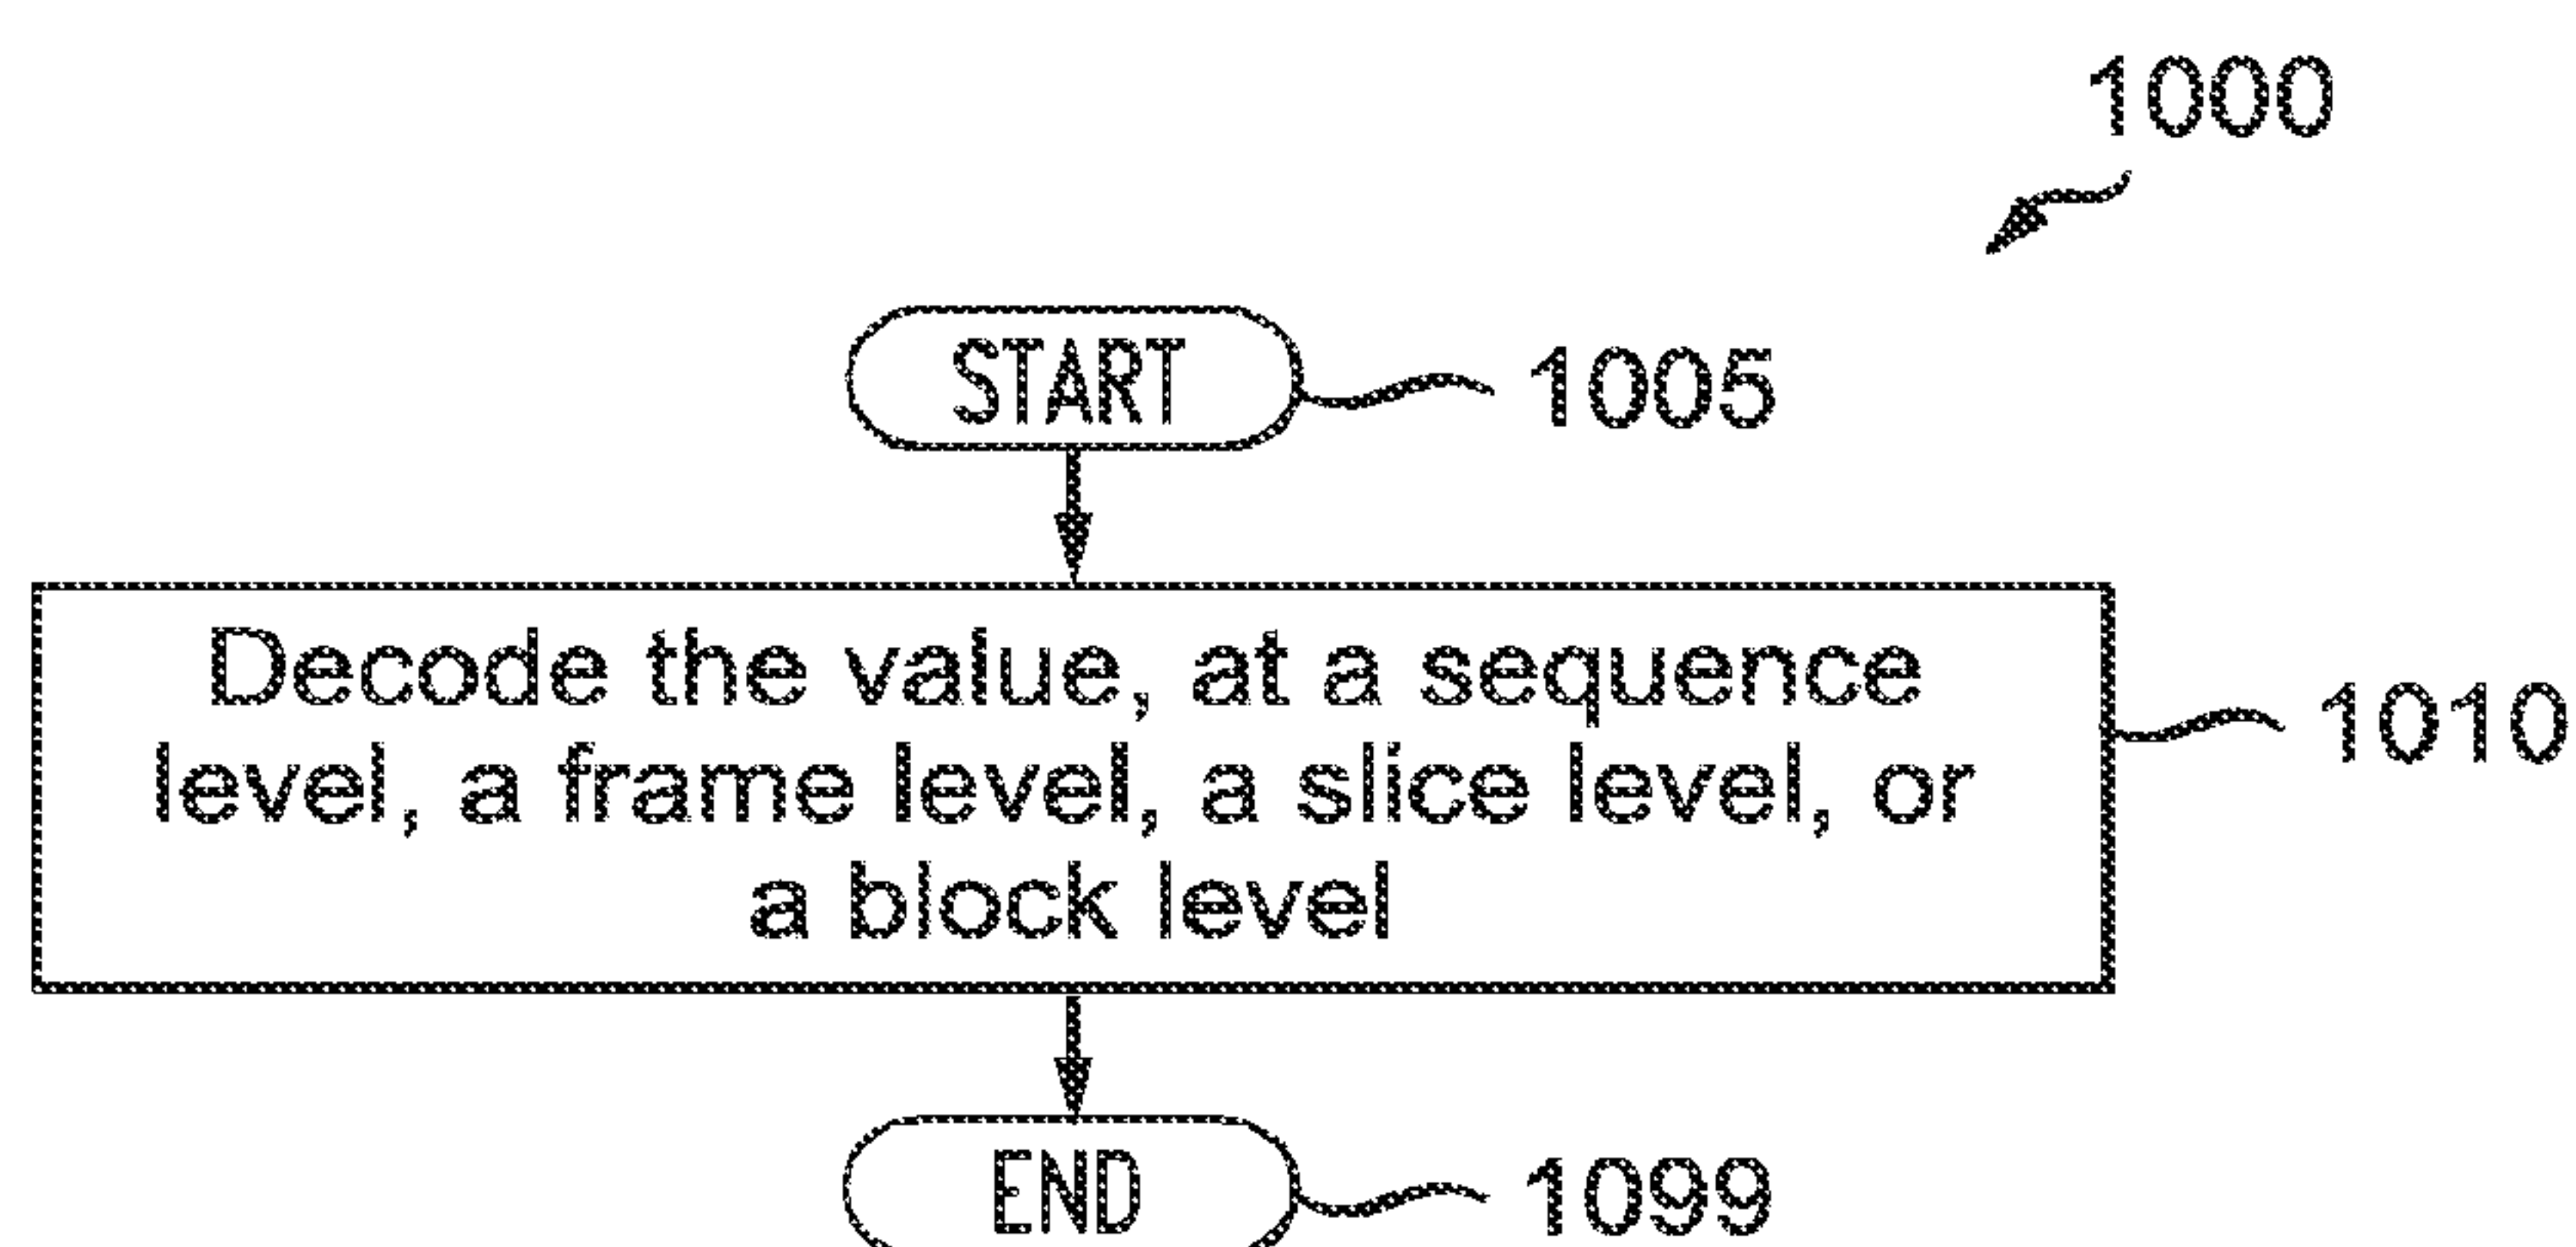 1000
START
1005
Decode the value, at a sequence
level, a frame level, a slice level, or
a block level
1010
END
1099